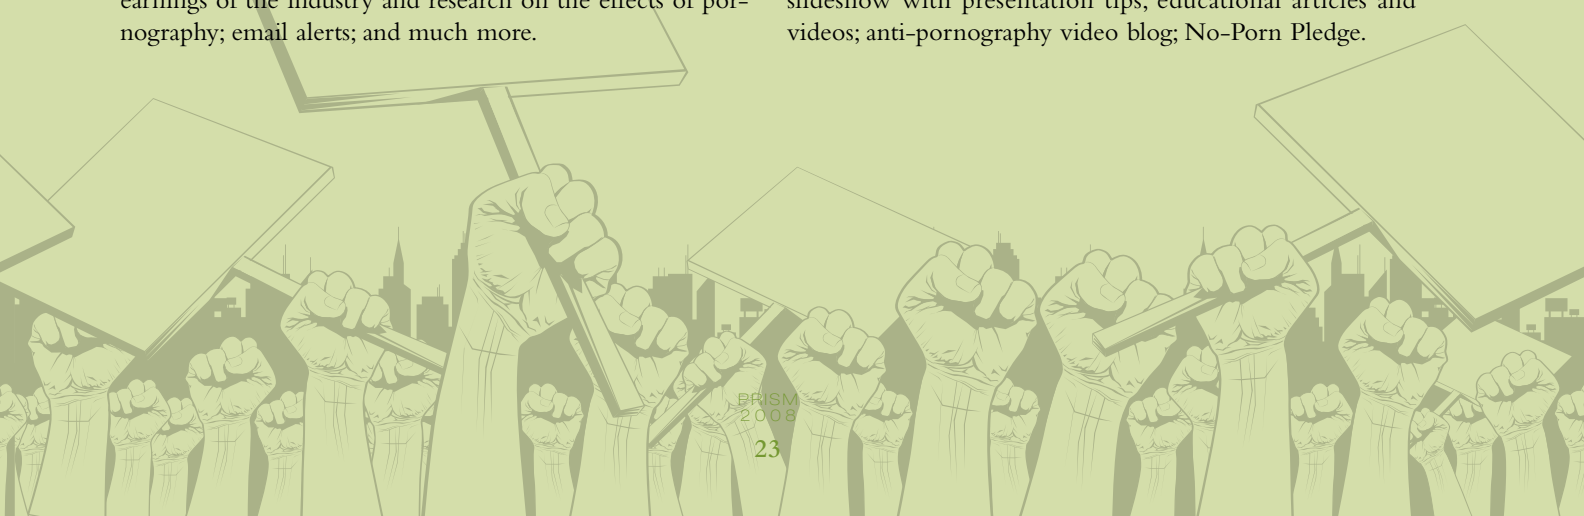 earnings of the industry and research on the effects of por-
nography; email alerts; and much more.
slideshow with presentation tips; educational articles and
videos; anti-pornography video blog; No-Porn Pledge.
PRISM
2008
23